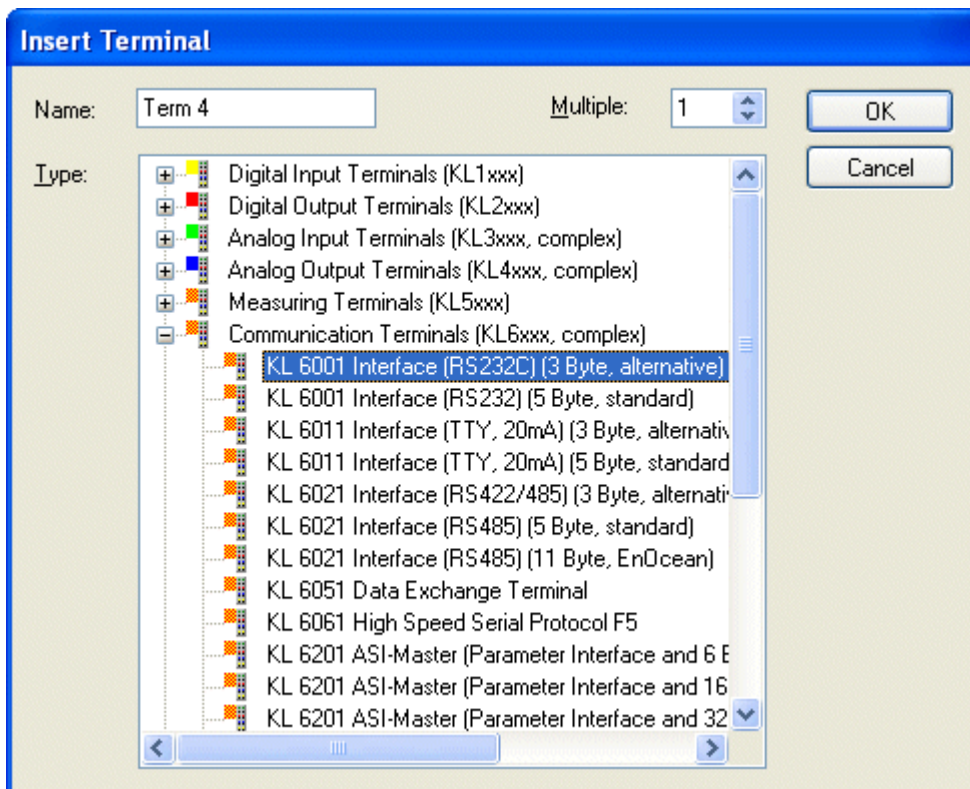 Insert Terminal
Name: Term 4 Multiple: 1 OK
Type: Cancel
Digital Input Terminals (KL1xxx)
Digital Output Terminals (KL2xxx)
Analog Input Terminals (KL3xxx, complex)
Analog Output Terminals (KL4xxx, complex)
Measuring Terminals (KL5xxx)
Communication Terminals (KL6xxx, complex)
KL 6001 Interface (RS232C) (3 Byte, alternative)
KL 6001 Interface (RS232) (5 Byte, standard)
KL 6011 Interface (TTY, 20mA) (3 Byte, alternativ
KL 6011 Interface (TTY, 20mA) (5 Byte, standard
KL 6021 Interface (RS422/485) (3 Byte, alternati
KL 6021 Interface (RS485) (5 Byte, standard)
KL 6021 Interface (RS485) (11 Byte, EnOcean)
KL 6051 Data Exchange Terminal
KL 6061 High Speed Serial Protocol F5
KL 6201 ASI-Master (Parameter Interface and 6 B
KL 6201 ASI-Master (Parameter Interface and 16
KL 6201 ASI-Master (Parameter Interface and 32